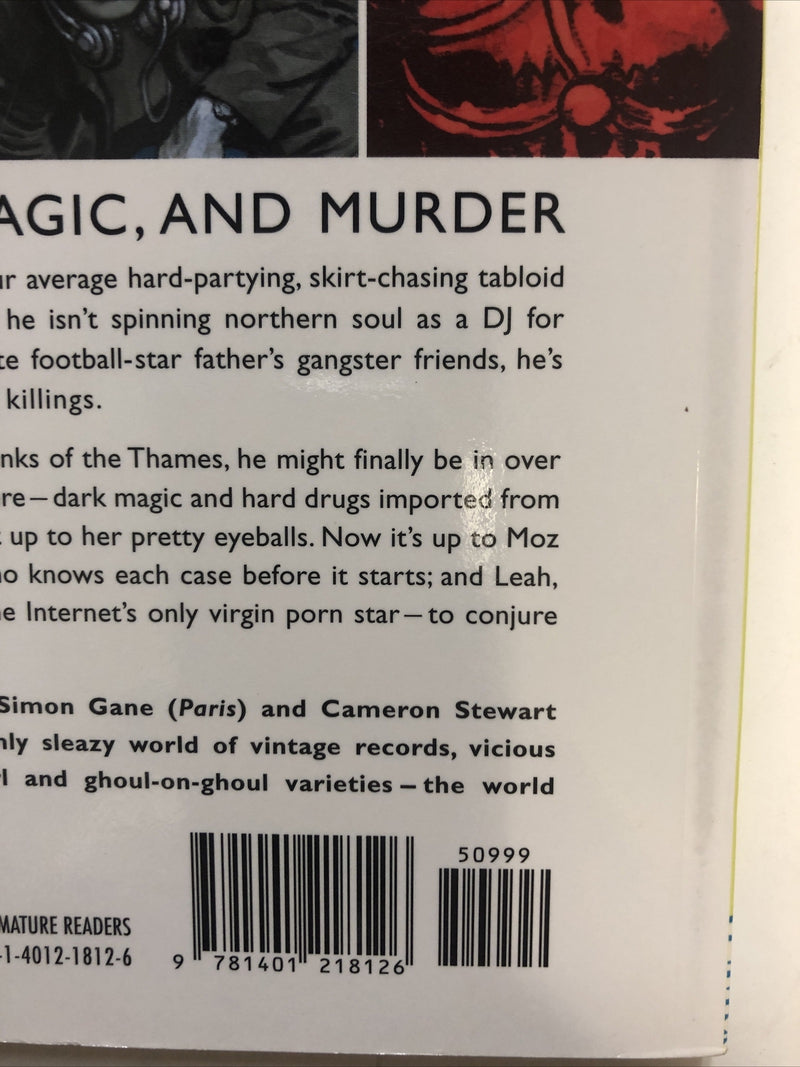 AGIC, AND MURDER
average hard-partying, skirt-chasing tabloid
he isn't spinning northern soul as a DJ for
football-star father's gangster friends, he's
killings.
nks of the Thames, he might finally be in over
re—dark magic and hard drugs imported from
up to her pretty eyeballs. Now it's up to Moz
knows each case before it starts; and Leah,
Internet's only virgin porn star—to conjure
Simon Gane (Paris) and Cameron Stewart
nly sleazy world of vintage records, vicious
and ghoul-on-ghoul varieties—the world
50999
MATURE READERS
-1-4012-1812-6
9 781401 218126